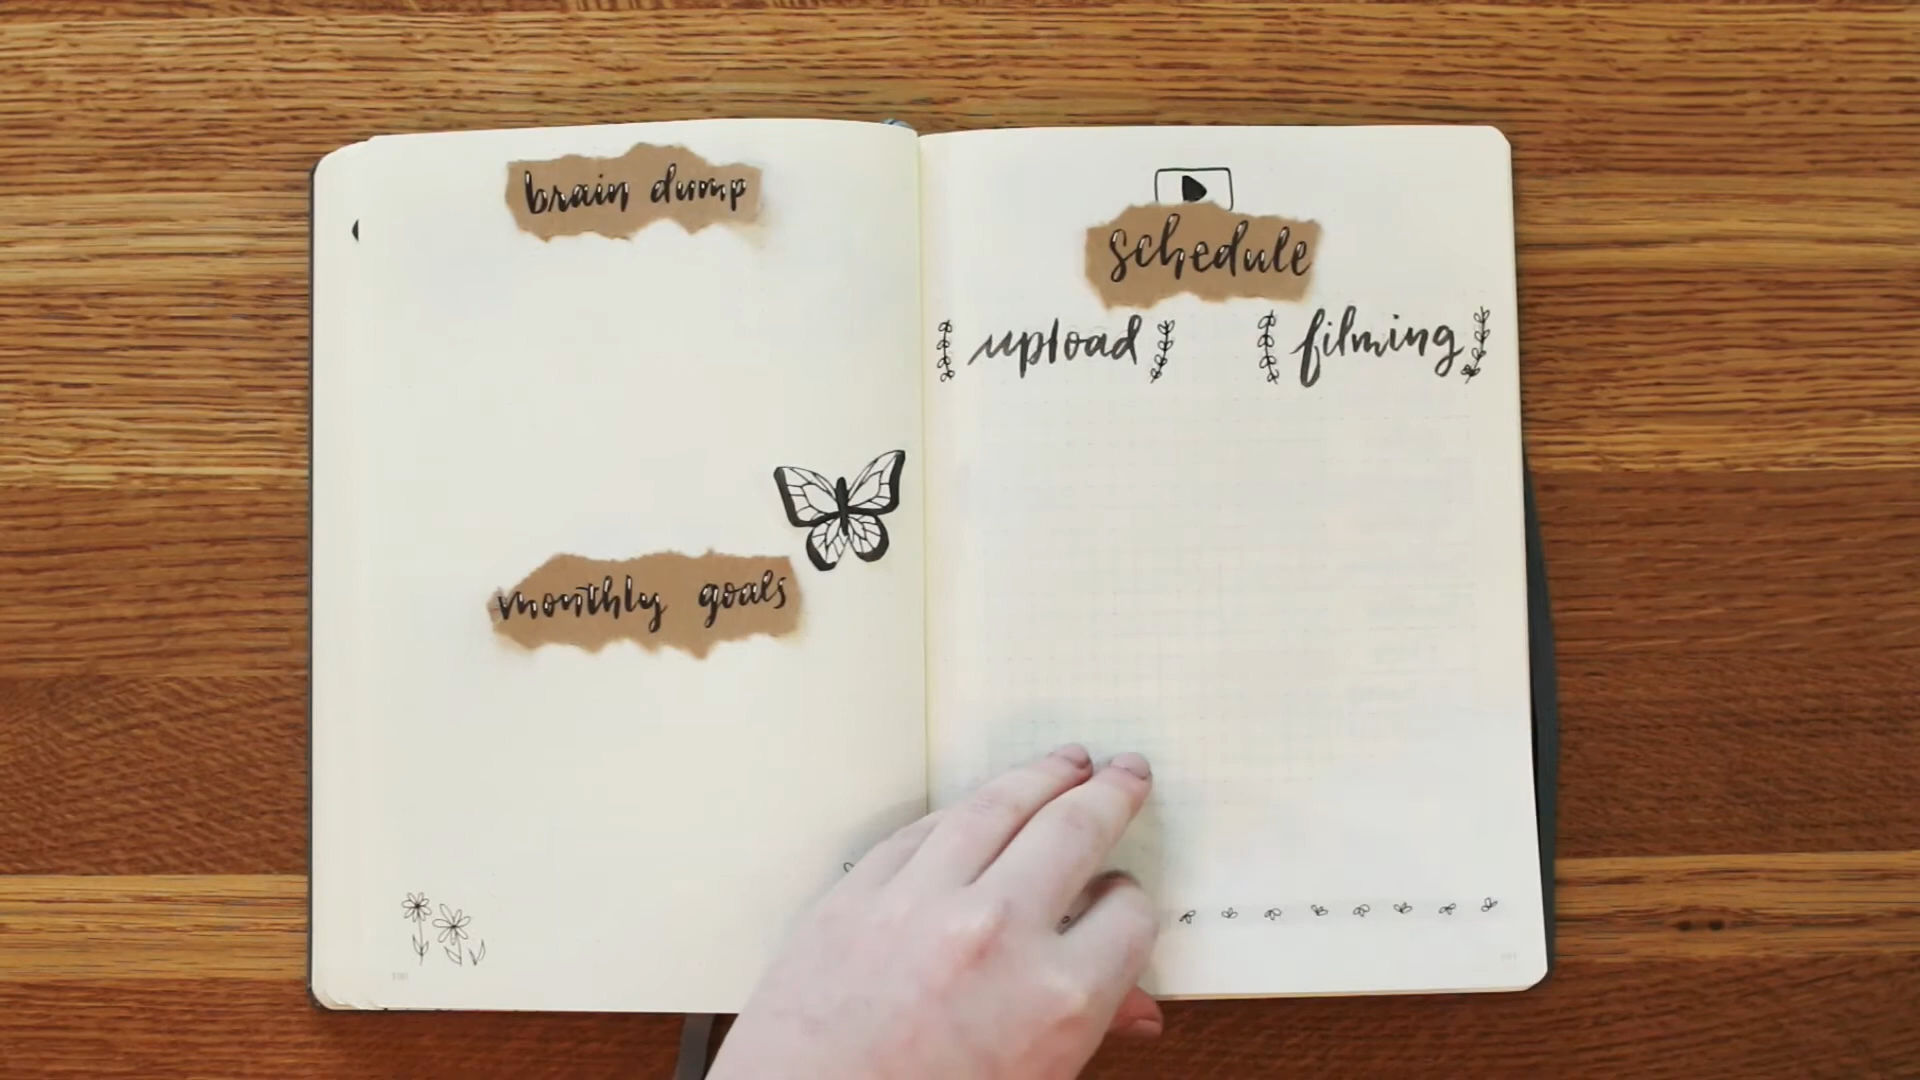 brain dump
monthly goals
schedule
upload
filming